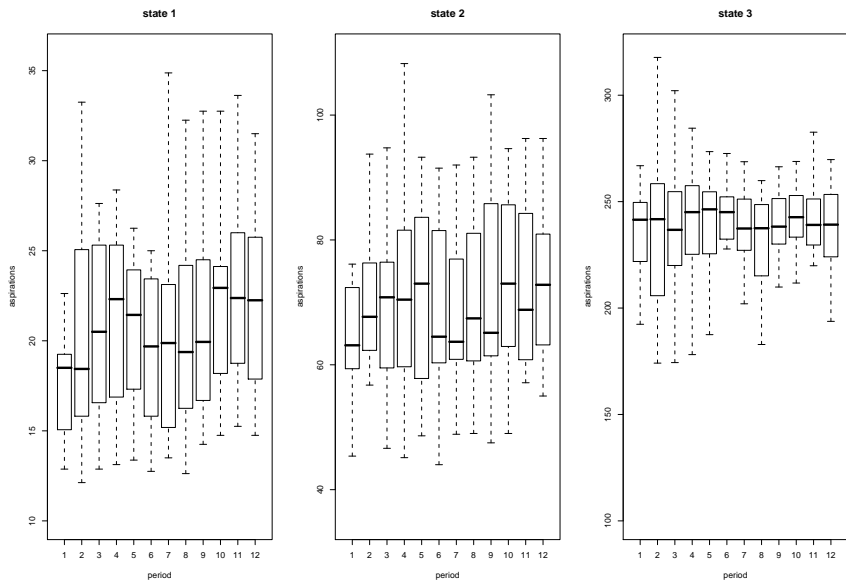 state 1
aspirations
35
30
25
20
15
10
1 2 3 4 5 6 7 8 9 10 11 12
period
state 2
aspirations
100
80
60
40
1 2 3 4 5 6 7 8 9 10 11 12
period
state 3
aspirations
300
250
200
150
100
1 2 3 4 5 6 7 8 9 10 11 12
period